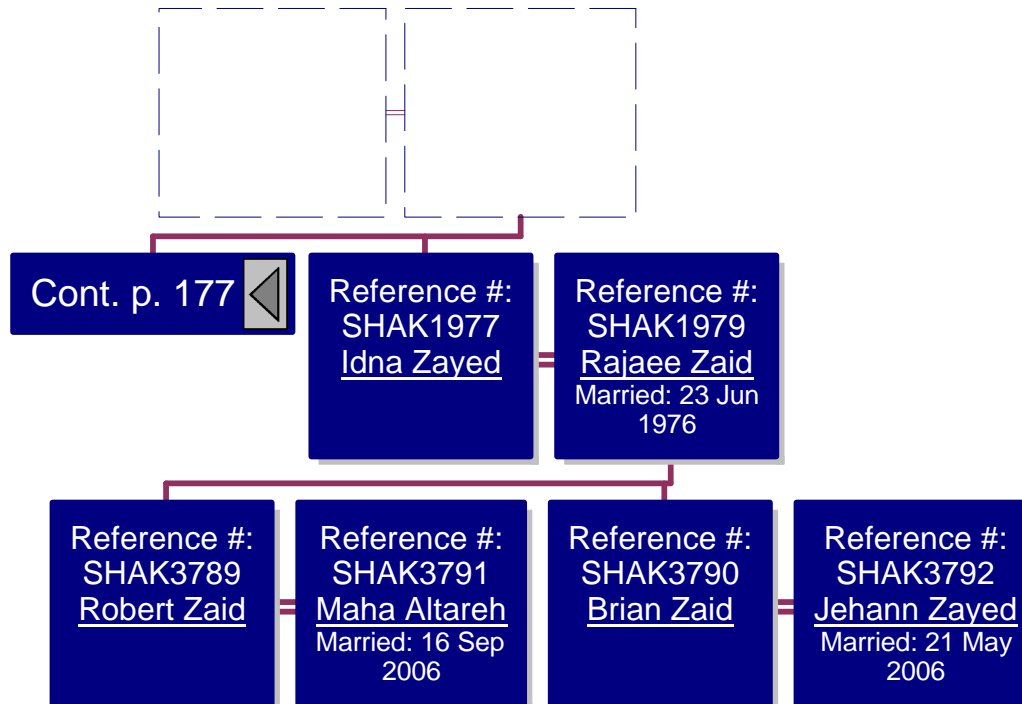 Cont. p. 177
Reference #:
SHAK1977
Idna Zayed
Reference #:
SHAK1979
Rajaee Zaid
Married: 23 Jun
1976
Reference #:
SHAK3789
Robert Zaid
Reference #:
SHAK3791
Maha Altareh
Married: 16 Sep
2006
Reference #:
SHAK3790
Brian Zaid
Reference #:
SHAK3792
Jehann Zayed
Married: 21 May
2006